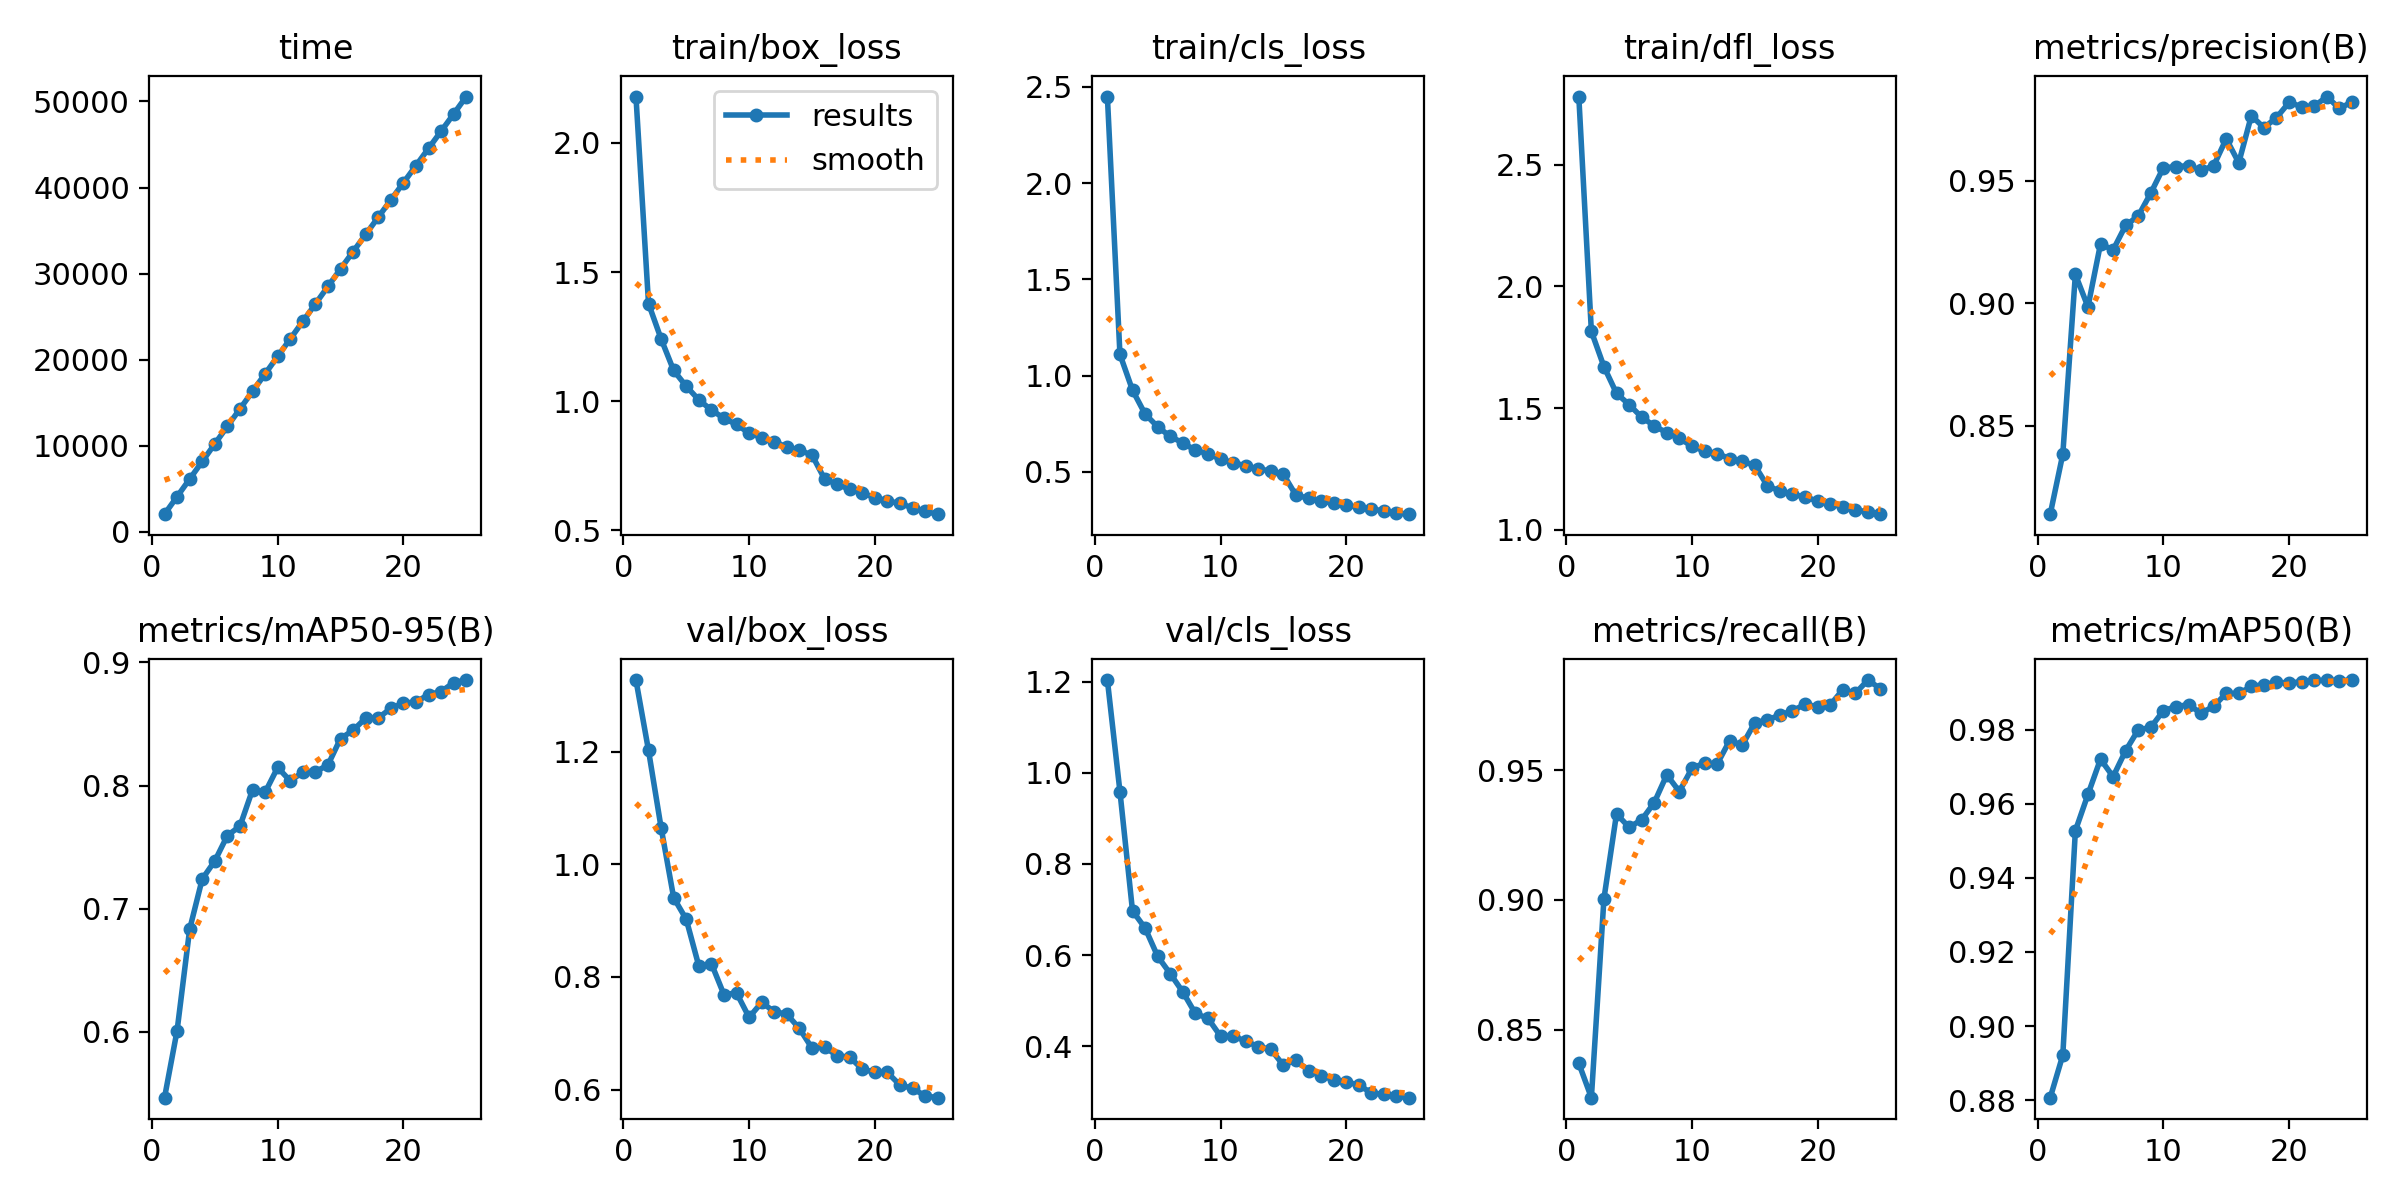 time
50000
40000
30000
20000
10000
0
0 10 20
train/box_loss
results
smooth
2.0
1.5
1.0
0.5
0 10 20
train/cls_loss
2.5
2.0
1.5
1.0
0.5
0 10 20
train/dfl_loss
2.5
2.0
1.5
1.0
0 10 20
metrics/precision(B)
0.95
0.90
0.85
0 10 20
metrics/mAP50-95(B)
0.9
0.8
0.7
0.6
0 10 20
val/box_loss
1.2
1.0
0.8
0.6
0 10 20
val/cls_loss
1.2
1.0
0.8
0.6
0.4
0 10 20
metrics/recall(B)
0.95
0.90
0.85
0 10 20
metrics/mAP50(B)
0.98
0.96
0.94
0.92
0.90
0.88
0 10 20